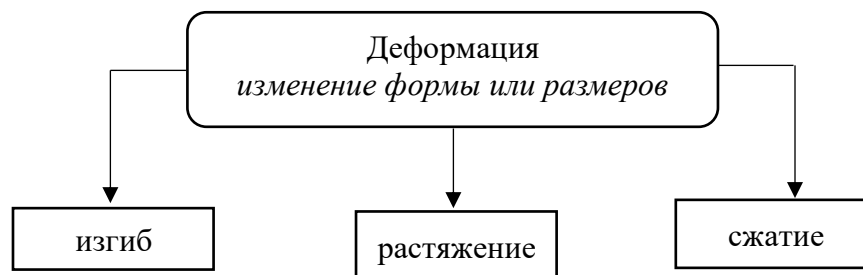 Деформация
изменение формы или размеров
изгиб
растяжение
сжатие